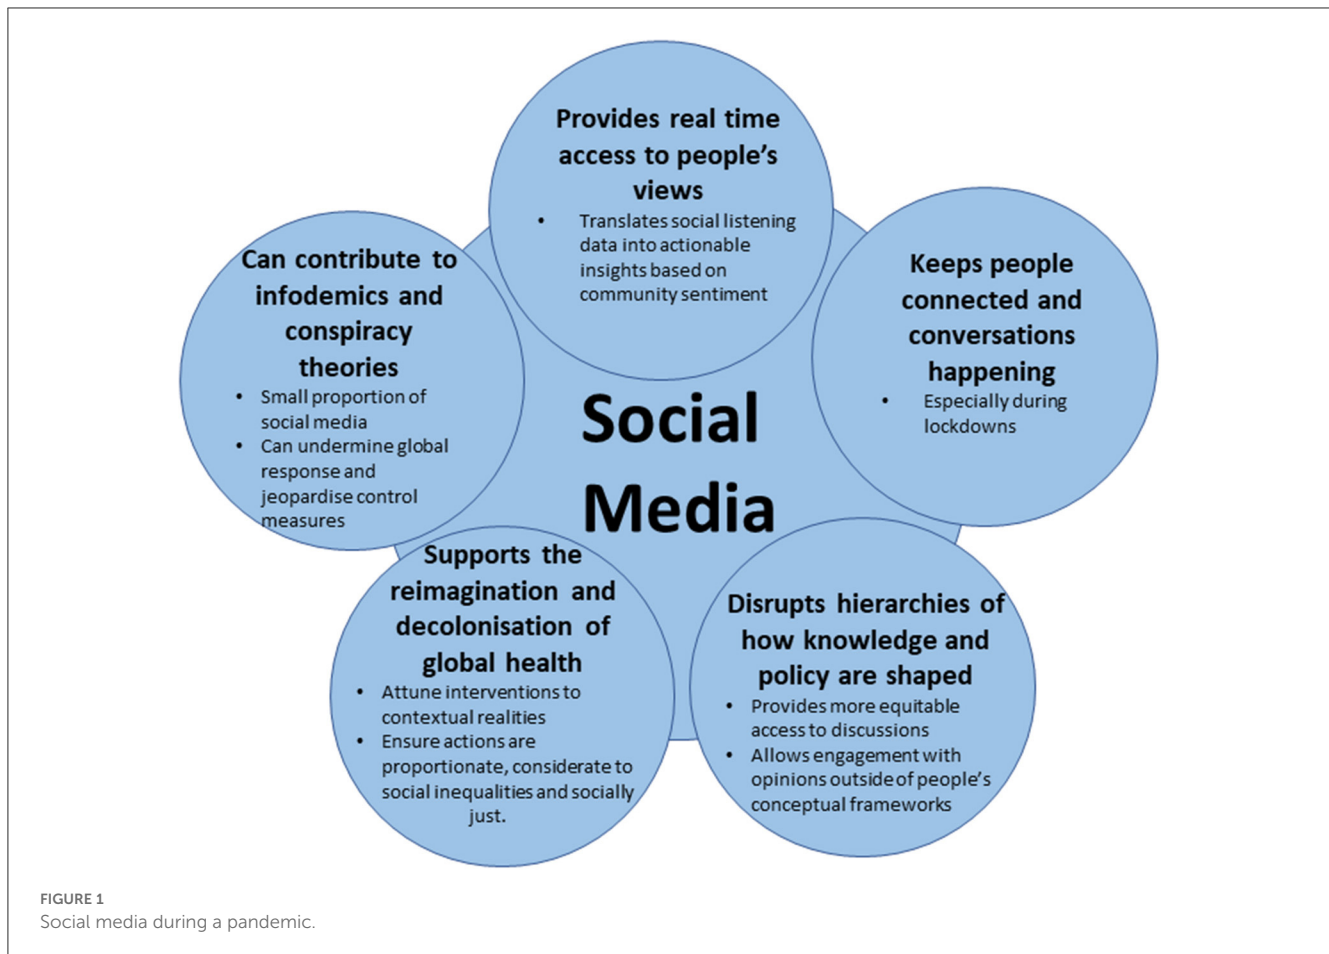 Provides real time
access to people's
views
• Translates social listening
data into actionable
insights based on
community sentiment
Keeps people
connected and
conversations
happening
• Especially during
lockdowns
Disrupts hierarchies of
how knowledge and
policy are shaped
• Provides more equitable
access to discussions
• Allows engagement with
opinions outside of people's
conceptual frameworks
Supports the
reimagination and
decolonisation of
global health
• Attune interventions to
contextual realities
• Ensure actions are
proportionate, considerate to
social inequalities and socially
just.
Can contribute to
infodemics and
conspiracy
theories
• Small proportion of
social media
• Can undermine global
response and
jeopardise control
measures
Social
Media
FIGURE 1
Social media during a pandemic.